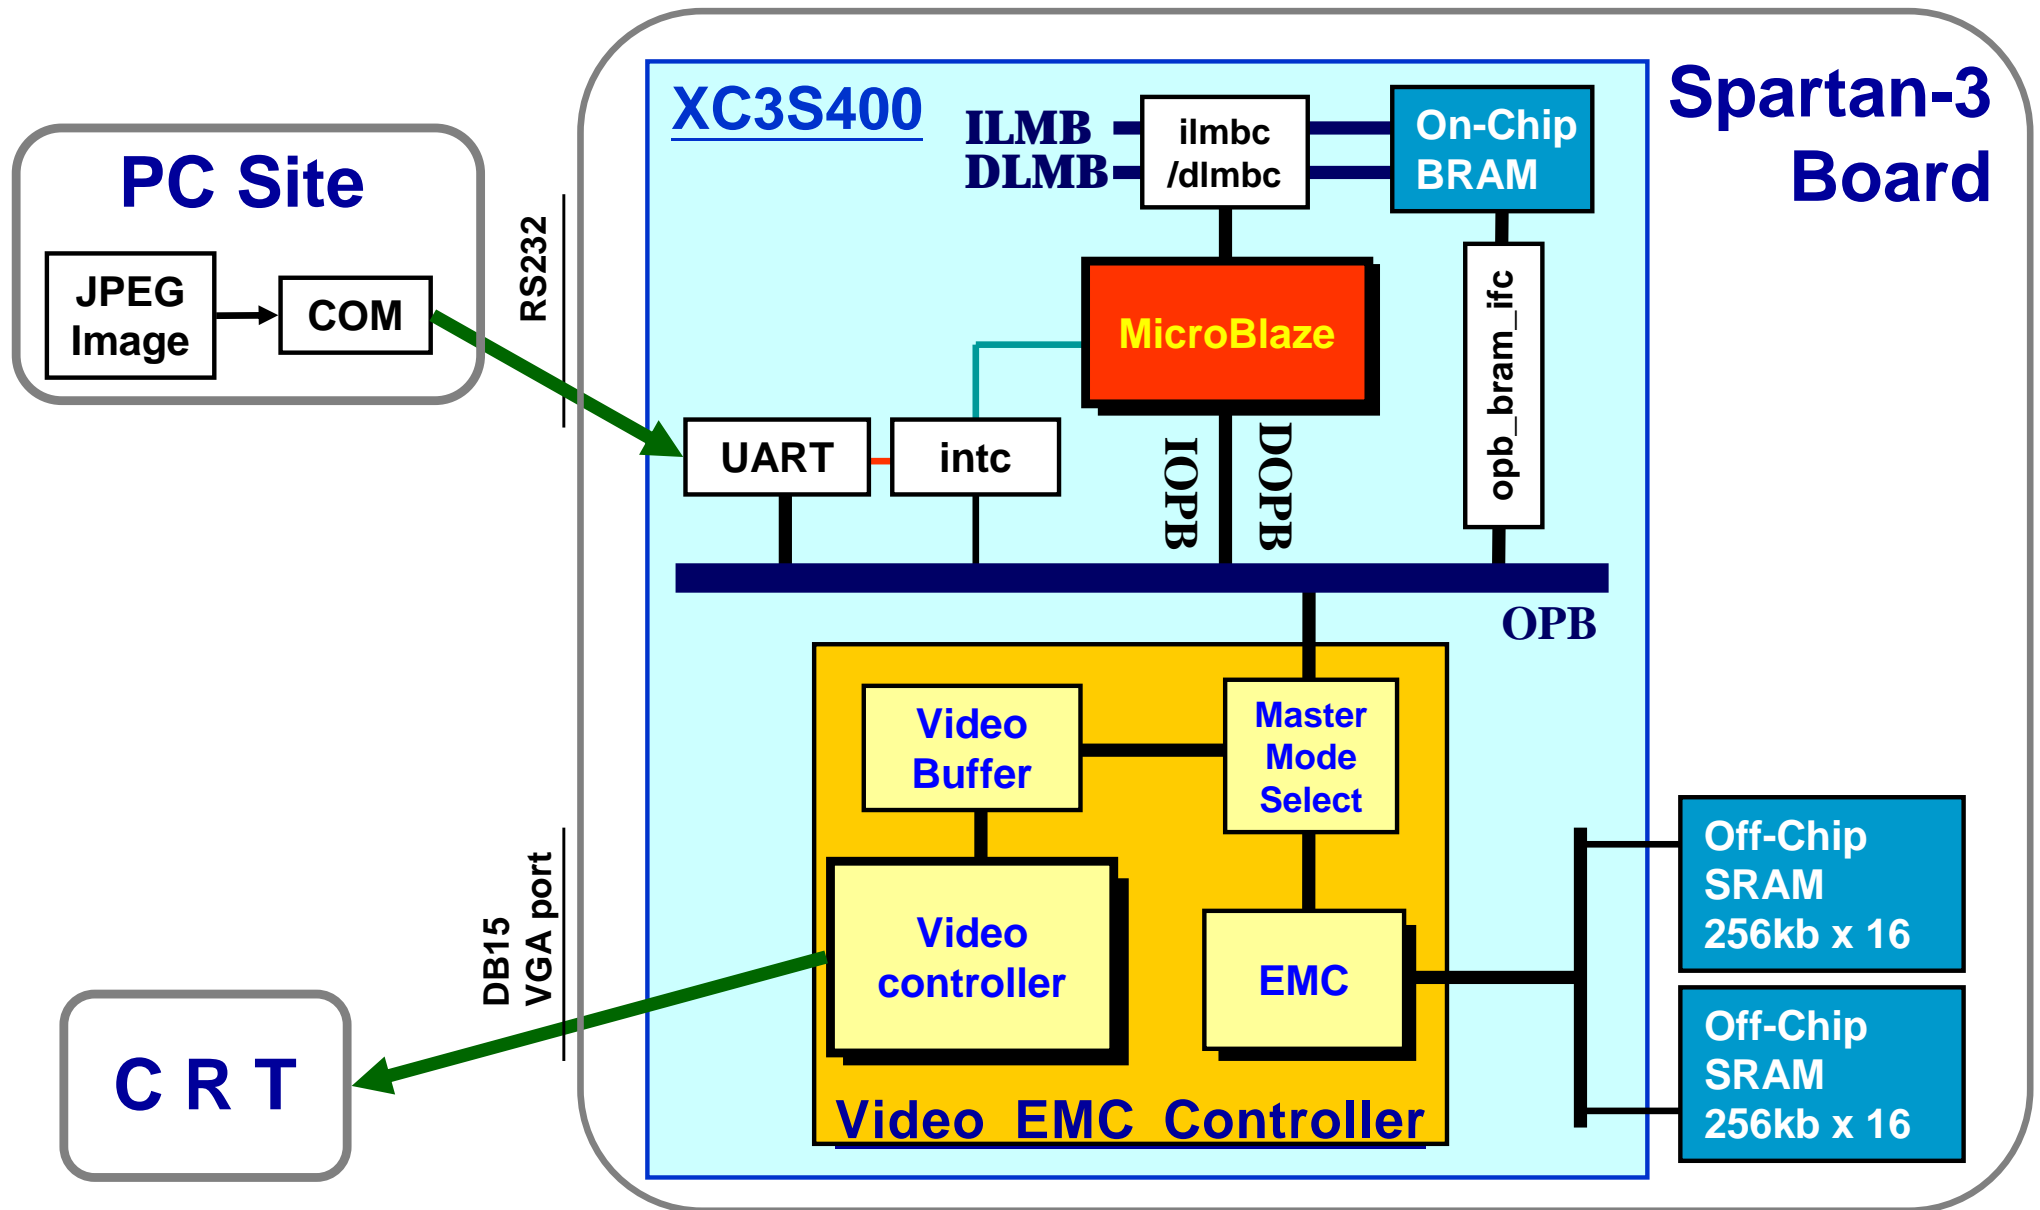 XC3S400
Spartan-3
Board
PC Site
JPEG
Image
COM
RS232
ILMB
DLMB
ilmbc
/dlmbc
On-Chip
BRAM
MicroBlaze
opb_bram_ifc
UART
intc
IOPB
DOPB
OPB
Video
Buffer
Master
Mode
Select
Video
controller
EMC
Video EMC Controller
DB15
VGA port
C R T
Off-Chip
SRAM
256kb x 16
Off-Chip
SRAM
256kb x 16